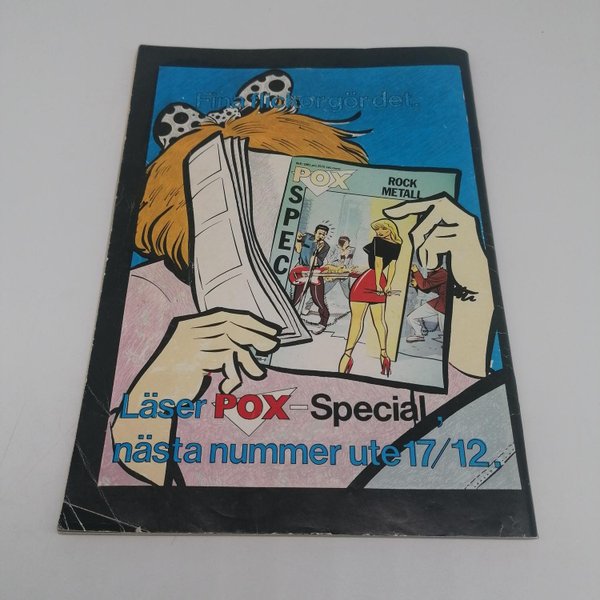 Fina flickor gör det.
POX
SPEC
ROCK
METALL
Läser POX-Special,
nästa nummer ute 17/12.